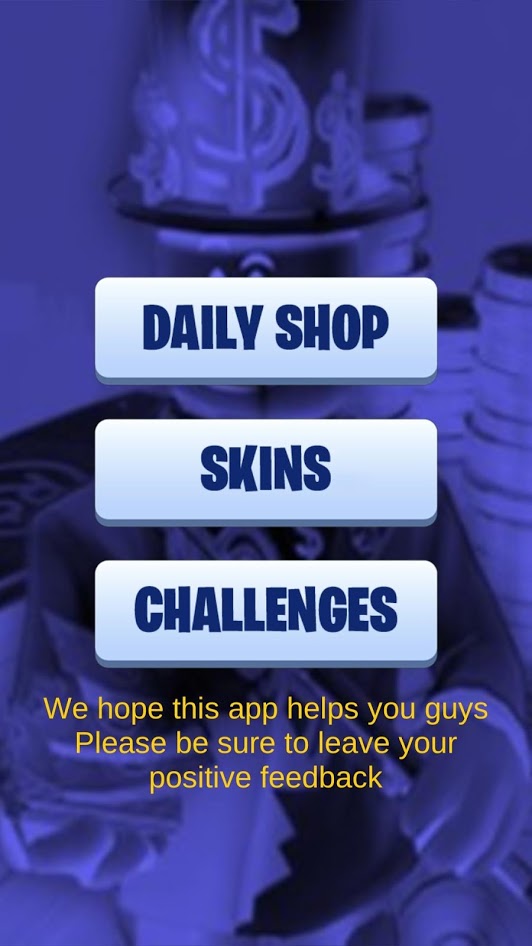 $ $ $
DAILY SHOP
SKINS
CHALLENGES
We hope this app helps you guys
Please be sure to leave your
positive feedback